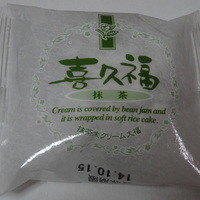 喜久福
抹茶
Cream is covered by bean jam and
it is wrapped in soft rice cake.
抹茶生クリーム大福
14.10.15